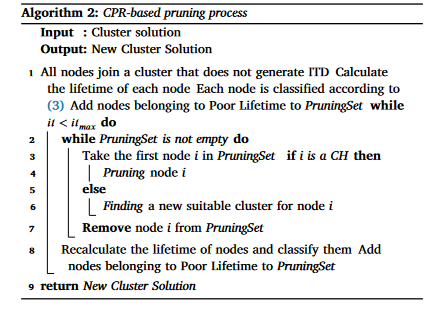 Algorithm 2: CPR-based pruning process
Input : Cluster solution
Output: New Cluster Solution
1 All nodes join a cluster that does not generate ITD Calculate
the lifetime of each node Each node is classified according to
(3) Add nodes belonging to Poor Lifetime to PruningSet while
it < it_max do
2 while PruningSet is not empty do
3 Take the first node i in PruningSet if i is a CH then
4 Pruning node i
5 else
6 Finding a new suitable cluster for node i
7 Remove node i from PruningSet
8 Recalculate the lifetime of nodes and classify them Add
nodes belonging to Poor Lifetime to PruningSet
9 return New Cluster Solution